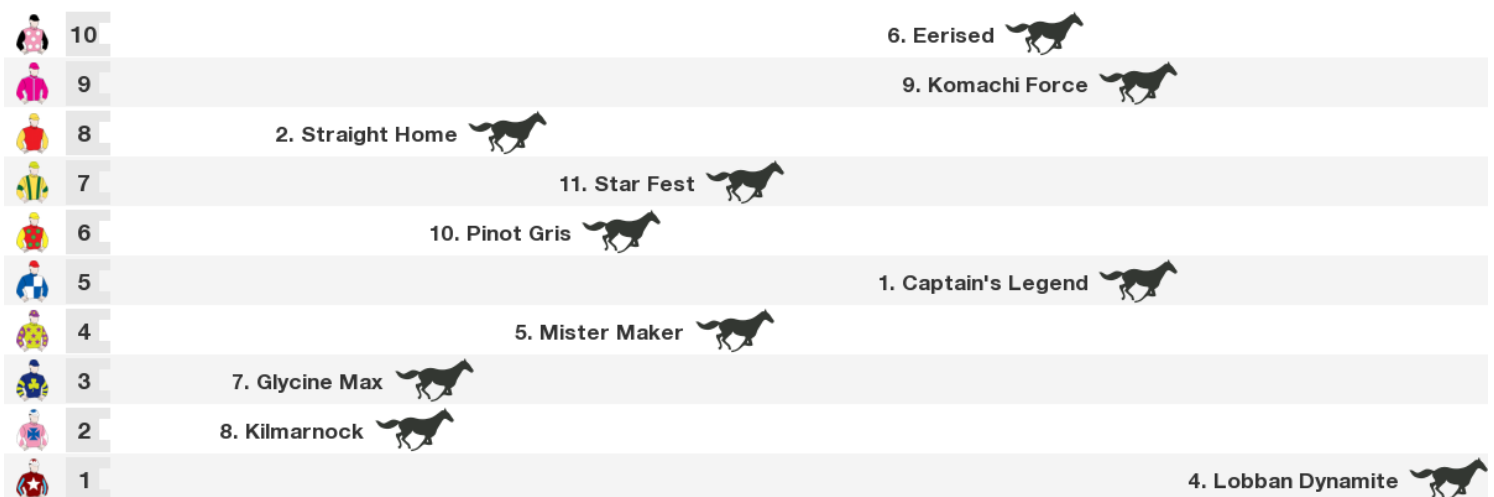 10 6. Eerised
9 9. Komachi Force
8 2. Straight Home
7 11. Star Fest
6 10. Pinot Gris
5 1. Captain's Legend
4 5. Mister Maker
3 7. Glycine Max
2 8. Kilmarnock
1 4. Lobban Dynamite